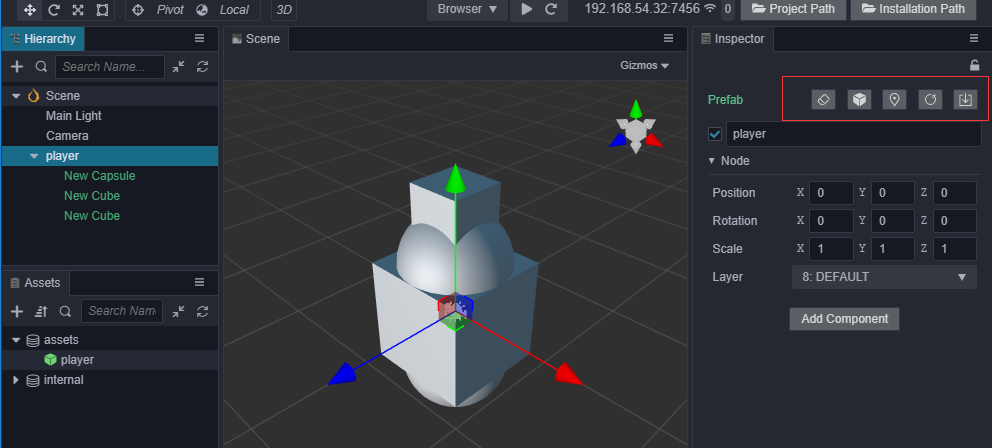 Pivot Local 3D Browser 192.168.54.32:7456 0 Project Path Installation Path
Hierarchy
Search Name...
Scene
Main Light
Camera
player
New Capsule
New Cube
New Cube
Assets
Search Nam
assets
player
internal
Scene
Gizmos
Inspector
Prefab
player
Node
Position X 0 Y 0 Z 0
Rotation X 0 Y 0 Z 0
Scale X 1 Y 1 Z 1
Layer 8: DEFAULT
Add Component